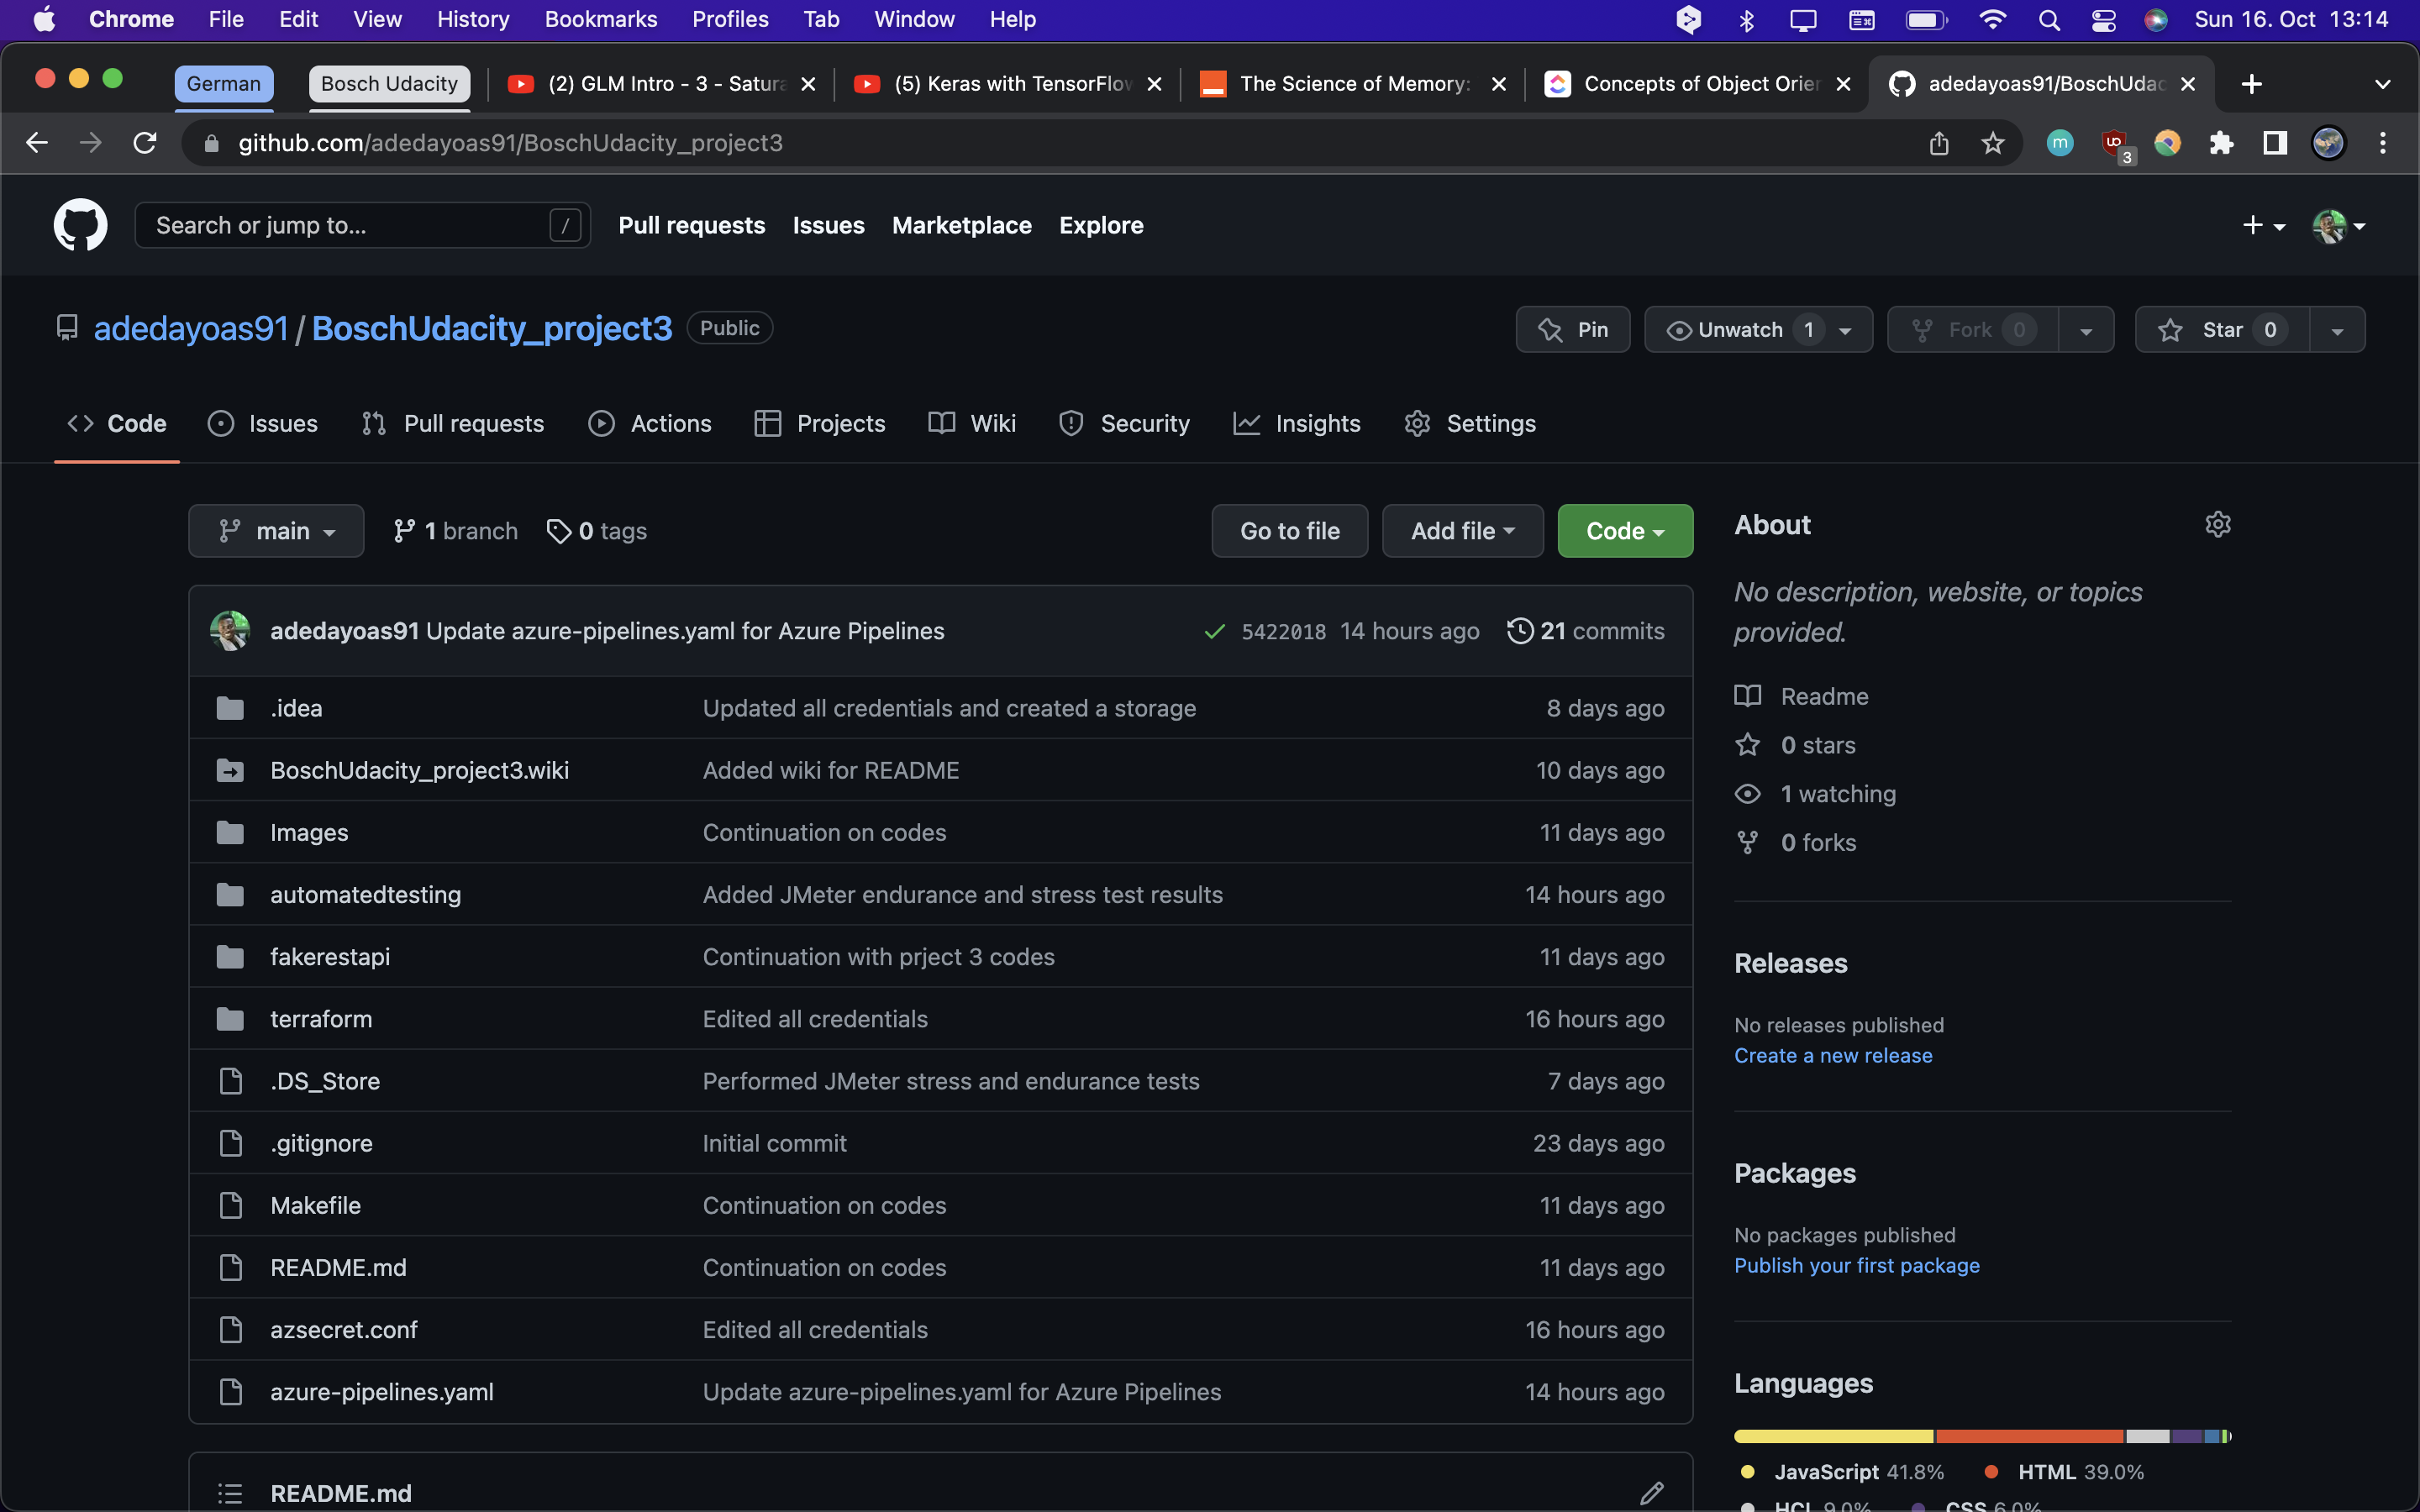 Chrome File Edit View History Bookmarks Profiles Tab Window Help Sun 16. Oct 13:14
German Bosch Udacity (2) GLM Intro - 3 - Satura (5) Keras with TensorFlow The Science of Memory: Concepts of Object Orien adedayoas91/BoschUdac
github.com/adedayoas91/BoschUdacity_project3 m 3
Search or jump to... / Pull requests Issues Marketplace Explore
adedayoas91 / BoschUdacity_project3 Public Pin Unwatch 1 Fork 0 Star 0
Code Issues Pull requests Actions Projects Wiki Security Insights Settings
main 1 branch 0 tags Go to file Add file Code
adedayoas91 Update azure-pipelines.yaml for Azure Pipelines 5422018 14 hours ago 21 commits
.idea Updated all credentials and created a storage 8 days ago
BoschUdacity_project3.wiki Added wiki for README 10 days ago
Images Continuation on codes 11 days ago
automatedtesting Added JMeter endurance and stress test results 14 hours ago
fakerestapi Continuation with prject 3 codes 11 days ago
terraform Edited all credentials 16 hours ago
.DS_Store Performed JMeter stress and endurance tests 7 days ago
.gitignore Initial commit 23 days ago
Makefile Continuation on codes 11 days ago
README.md Continuation on codes 11 days ago
azsecret.conf Edited all credentials 16 hours ago
azure-pipelines.yaml Update azure-pipelines.yaml for Azure Pipelines 14 hours ago
README.md
About
No description, website, or topics
provided.
Readme
0 stars
1 watching
0 forks
Releases
No releases published
Create a new release
Packages
No packages published
Publish your first package
Languages
JavaScript 41.8% HTML 39.0%
HCL 9.0% CSS 6.0%